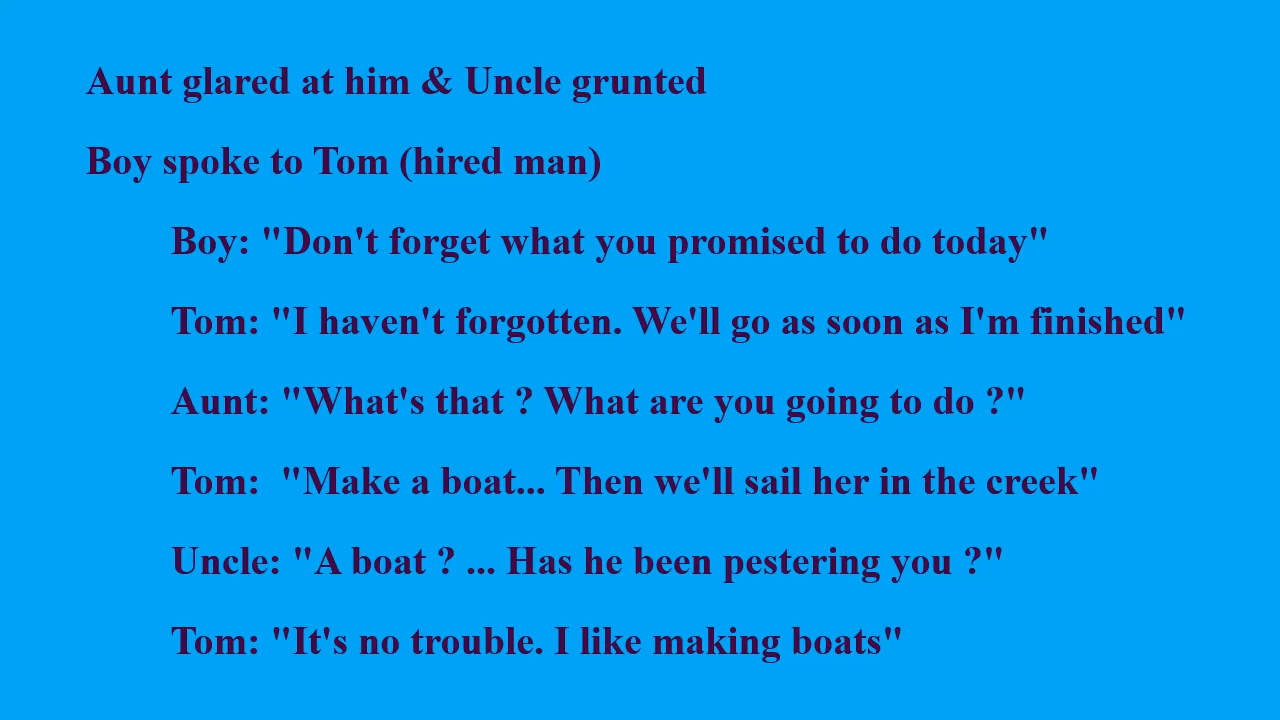 Aunt glared at him & Uncle grunted
Boy spoke to Tom (hired man)
Boy: "Don't forget what you promised to do today"
Tom: "I haven't forgotten. We'll go as soon as I'm finished"
Aunt: "What's that ? What are you going to do ?"
Tom:  "Make a boat... Then we'll sail her in the creek"
Uncle: "A boat ? ... Has he been pestering you ?"
Tom: "It's no trouble. I like making boats"